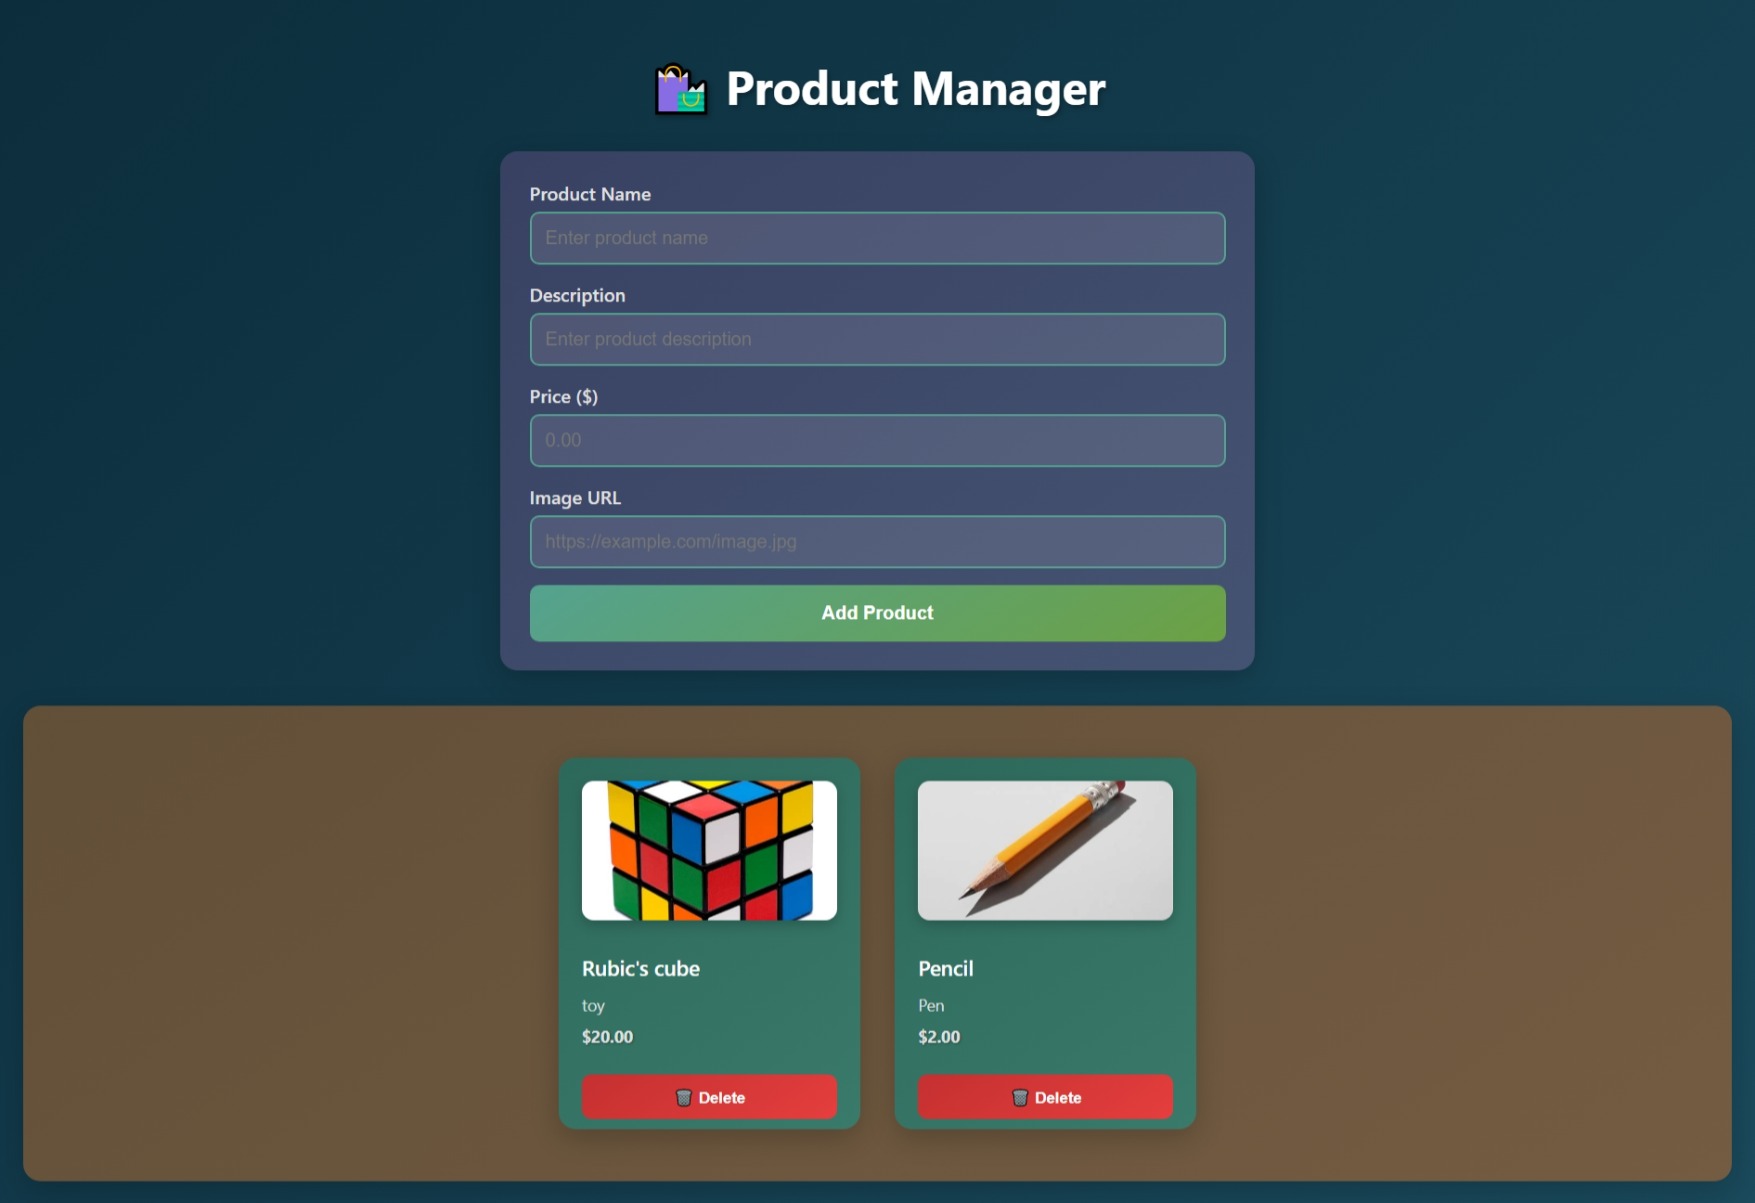 Product Manager
Product Name
Enter product name
Description
Enter product description
Price ($)
0.00
Image URL
https://example.com/image.jpg
Add Product
Rubic's cube
toy
$20.00
Delete
Pencil
Pen
$2.00
Delete